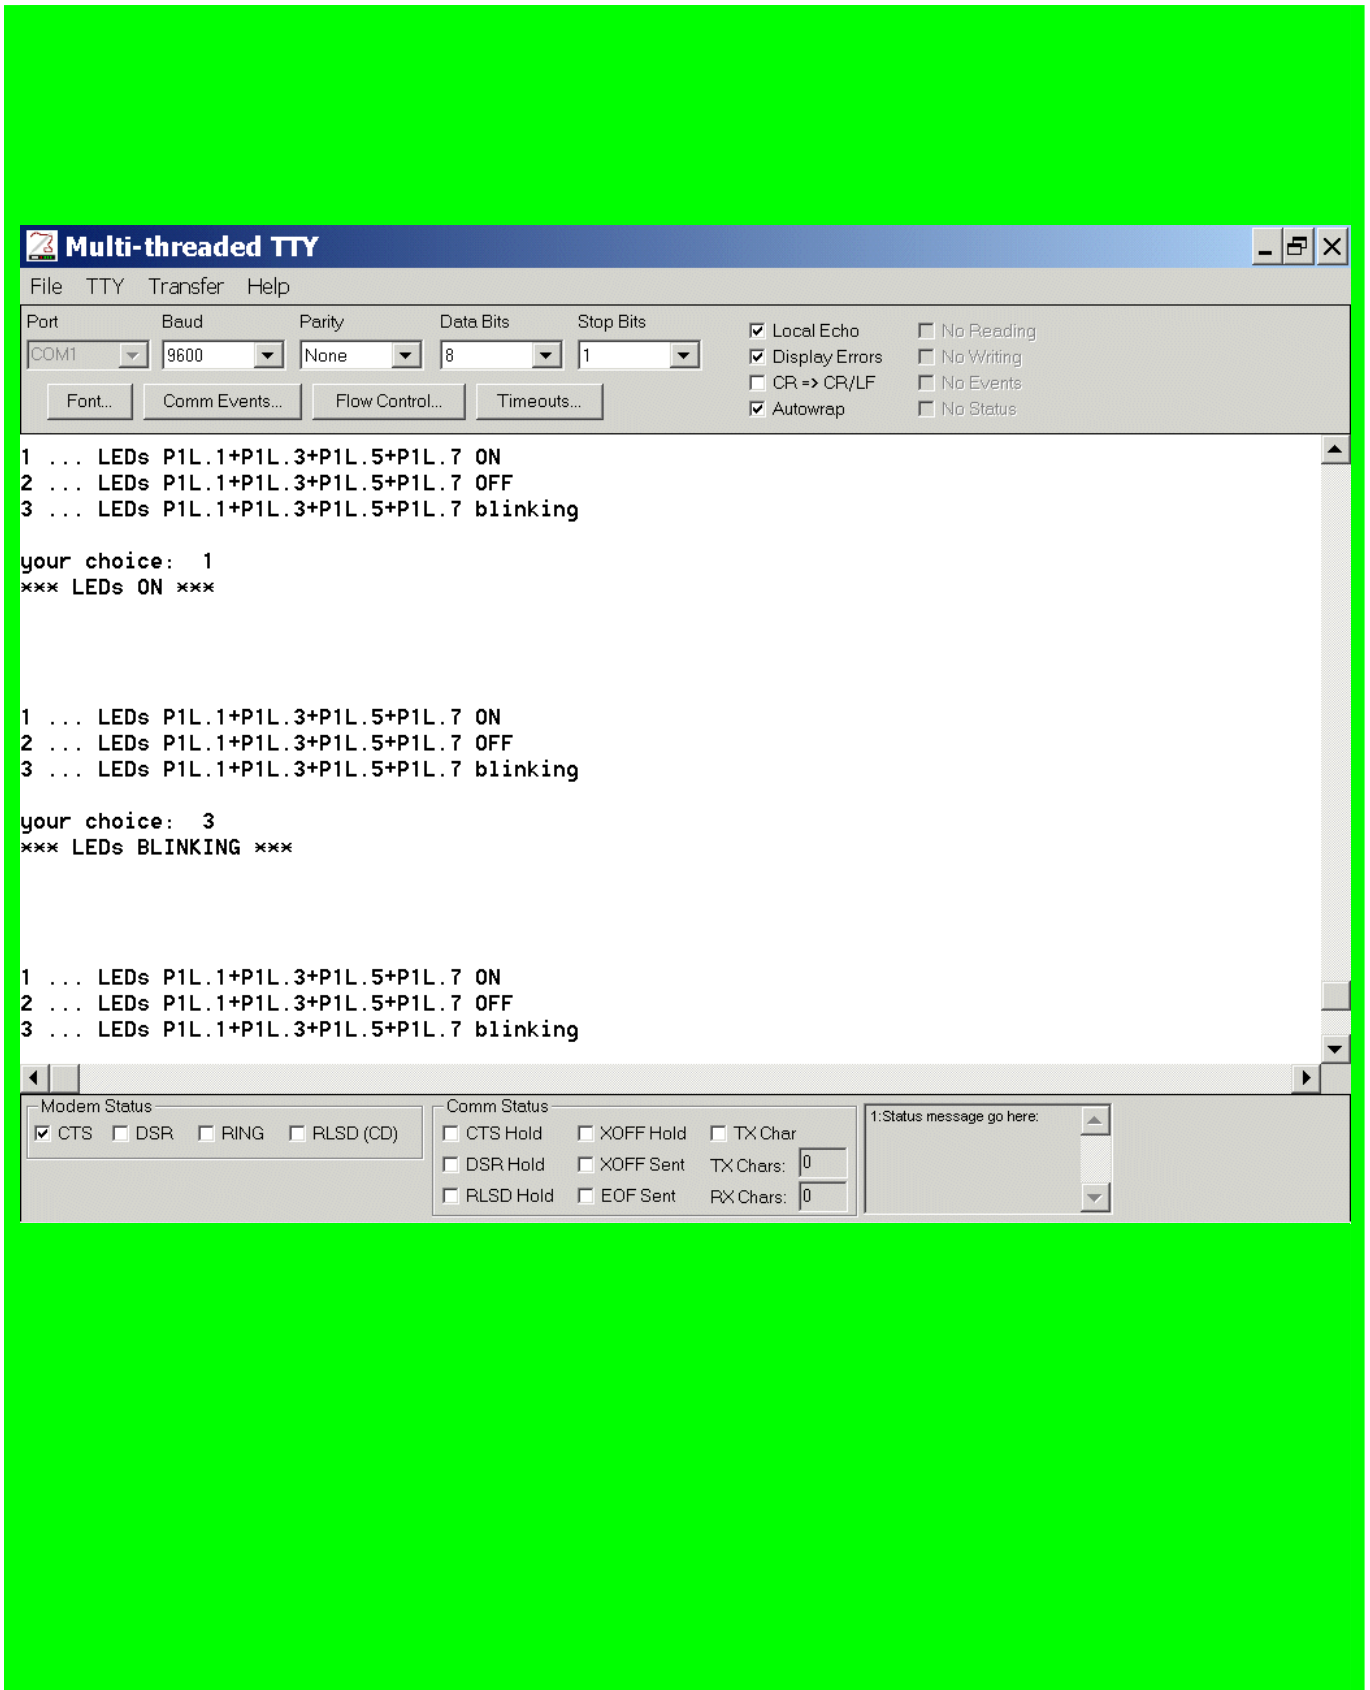 Multi-threaded TTY
File TTY Transfer Help
Port Baud Parity Data Bits Stop Bits
COM1 9600 None 8 1
Font... Comm Events... Flow Control... Timeouts...
Local Echo No Reading
Display Errors No Writing
CR => CR/LF No Events
Autowrap No Status
1 ... LEDs P1L.1+P1L.3+P1L.5+P1L.7 ON
2 ... LEDs P1L.1+P1L.3+P1L.5+P1L.7 OFF
3 ... LEDs P1L.1+P1L.3+P1L.5+P1L.7 blinking
your choice: 1
*** LEDs ON ***
1 ... LEDs P1L.1+P1L.3+P1L.5+P1L.7 ON
2 ... LEDs P1L.1+P1L.3+P1L.5+P1L.7 OFF
3 ... LEDs P1L.1+P1L.3+P1L.5+P1L.7 blinking
your choice: 3
*** LEDs BLINKING ***
1 ... LEDs P1L.1+P1L.3+P1L.5+P1L.7 ON
2 ... LEDs P1L.1+P1L.3+P1L.5+P1L.7 OFF
3 ... LEDs P1L.1+P1L.3+P1L.5+P1L.7 blinking
Modem Status
CTS DSR RING RLSD (CD)
Comm Status
CTS Hold XOFF Hold TX Char
DSR Hold XOFF Sent TX Chars: 0
RLSD Hold EOF Sent RX Chars: 0
1:Status message go here: